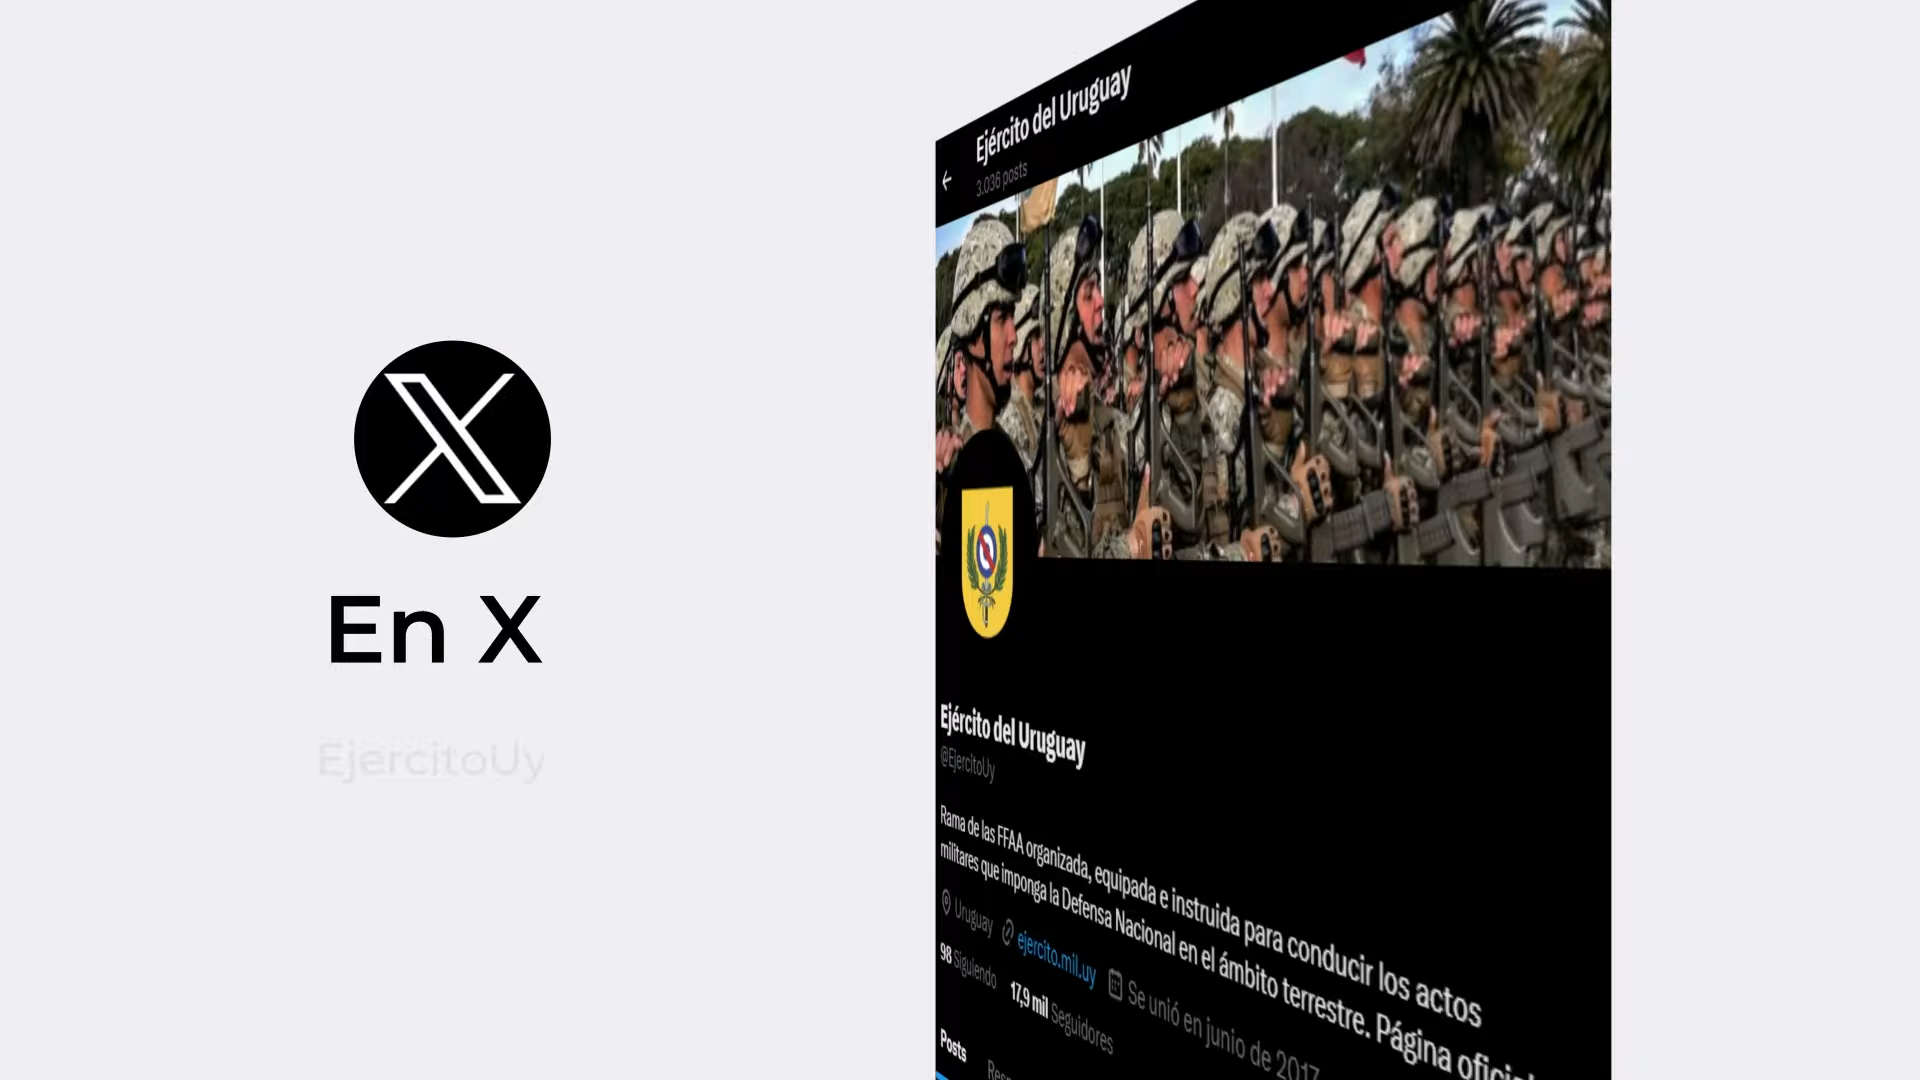 En X
EjercitoUy
Ejército del Uruguay
3.036 posts
Ejército del Uruguay
@EjercitoUy
Rama de las FFAA organizada, equipada e instruida para conducir los actos
militares que imponga la Defensa Nacional en el ámbito terrestre. Página
Uruguay ejercito.mil.uy Se unió en junio de 2017
98 Siguiendo 17,9 mil Seguidores
Posts